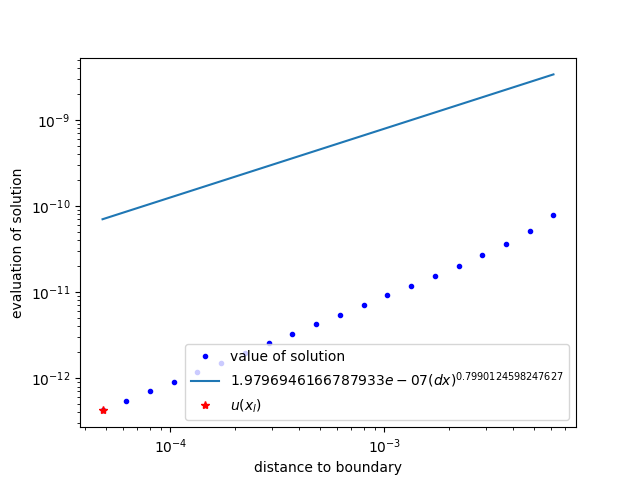 10⁻⁹
10⁻¹⁰
10⁻¹¹
10⁻¹²
evaluation of solution
value of solution
1.9796946166787933e − 07(dx)^0.7990124598247627
u(x_l)
10⁻⁴
10⁻³
distance to boundary